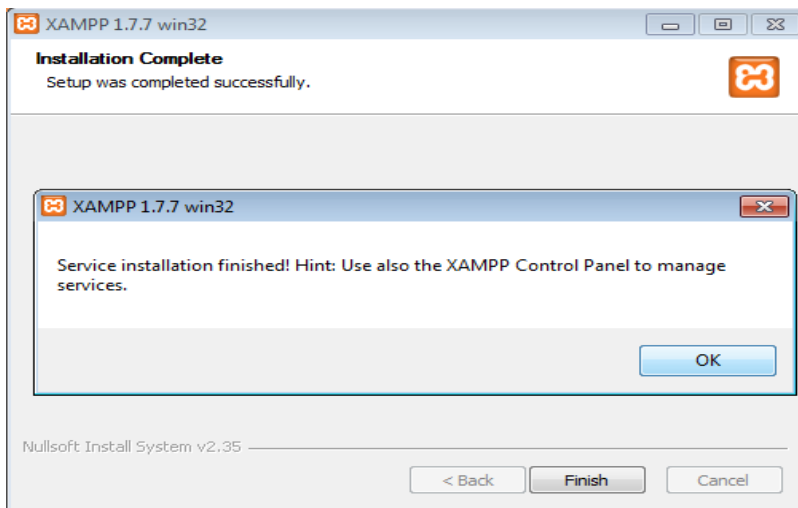 XAMPP 1.7.7 win32
Installation Complete
Setup was completed successfully.
XAMPP 1.7.7 win32
Service installation finished! Hint: Use also the XAMPP Control Panel to manage
services.
OK
Nullsoft Install System v2.35
< Back Finish Cancel